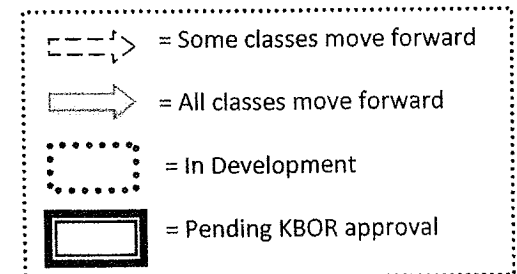 = Some classes move forward
= All classes move forward
= In Development
= Pending KBOR approval